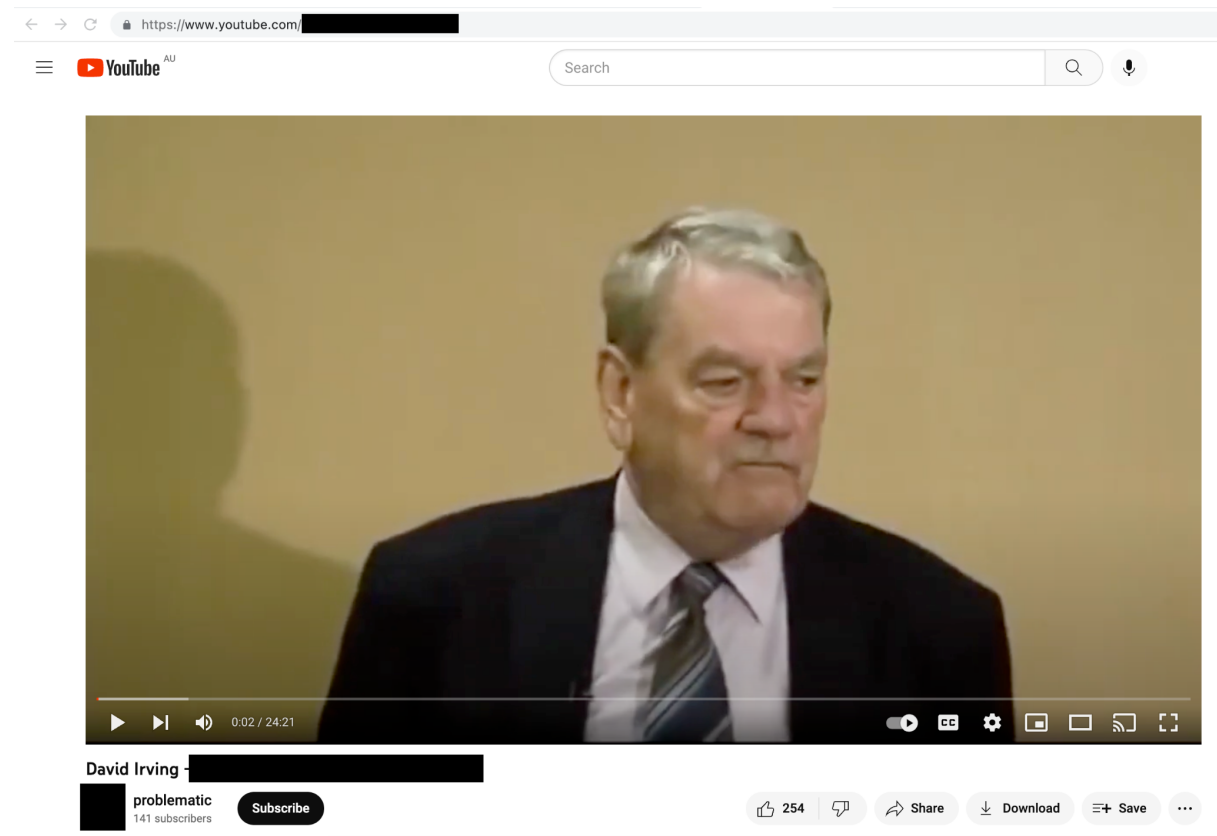 https://www.youtube.com/
YouTube AU
Search
0:02 / 24:21
CC
David Irving -
problematic
141 subscribers
Subscribe
254
Share
Download
Save